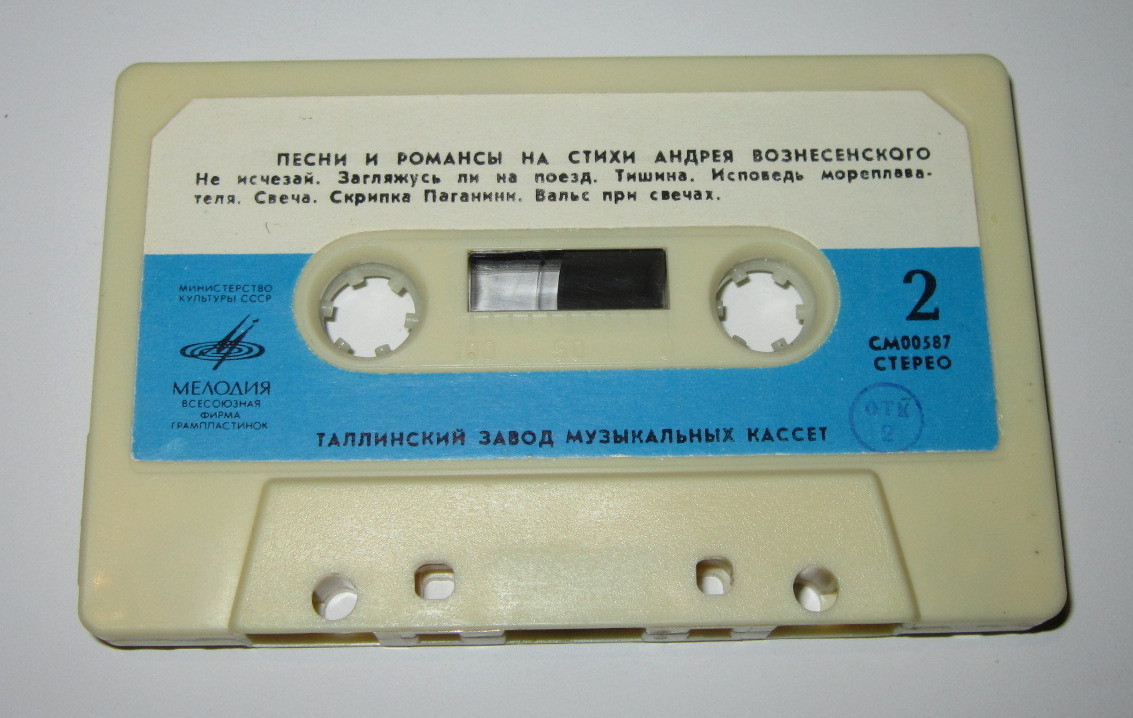 ПЕСНИ И РОМАНСЫ НА СТИХИ АНДРЕЯ ВОЗНЕСЕНСКОГО
Не исчезай. Загляжусь ли на поезд. Тишина. Исповедь мореплава-
теля. Свеча. Скрипка Паганини. Вальс при свечах.
МИНИСТЕРСТВО
КУЛЬТУРЫ СССР
МЕЛОДИЯ
ВСЕСОЮЗНАЯ
ФИРМА
ГРАМПЛАСТИНОК
2
СМ00587
СТЕРЕО
ТАЛЛИНСКИЙ ЗАВОД МУЗЫКАЛЬНЫХ КАССЕТ
ОТК
2